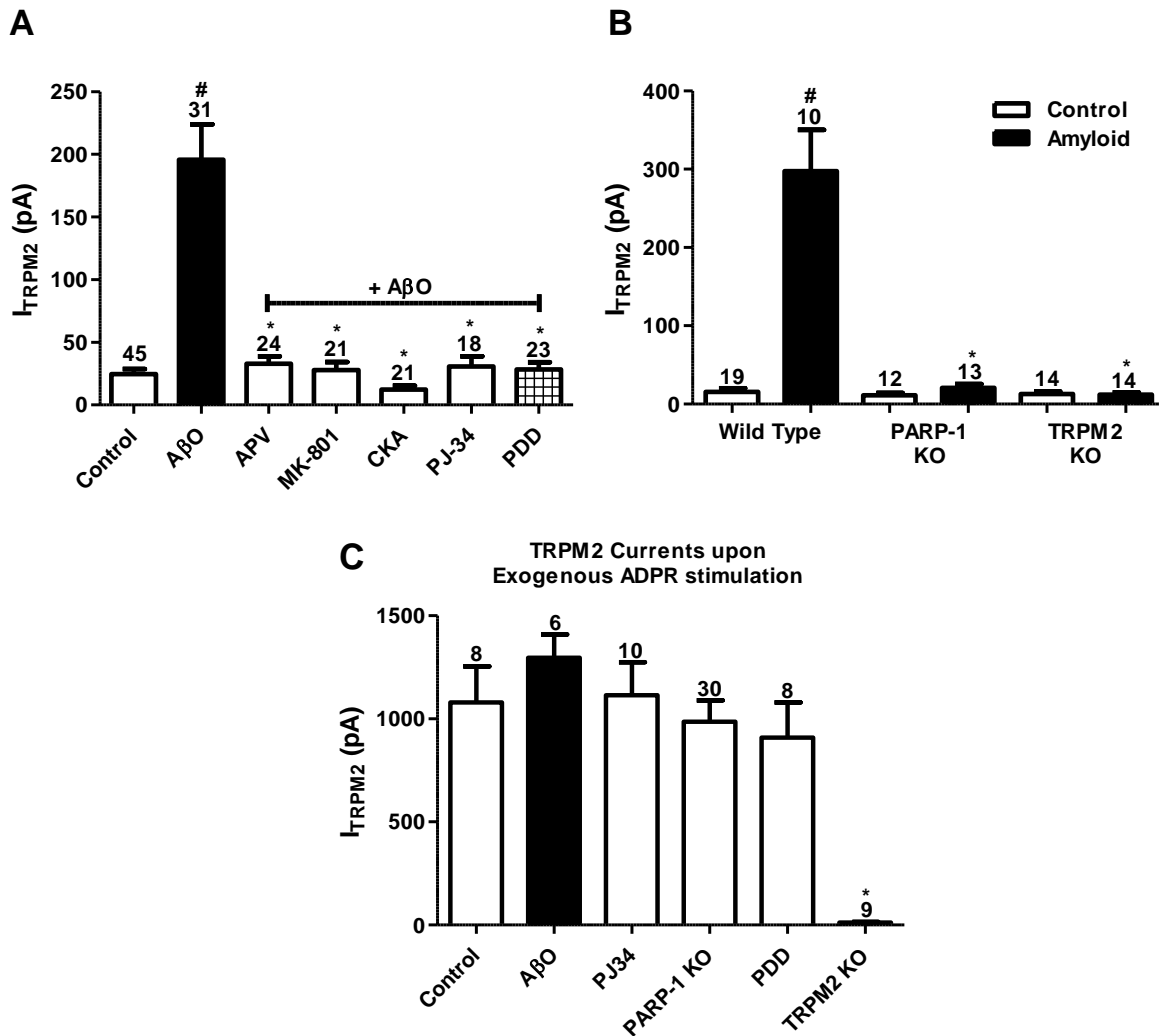 A
I_TRPM2 (pA)
250
200
150
100
50
0
#
31
+ AβO
45
*
24
*
21
*
21
*
18
*
23
Control
AβO
APV
MK-801
CKA
PJ-34
PDD
B
I_TRPM2 (pA)
400
300
200
100
0
#
10
Control
Amyloid
19
12
*
13
14
*
14
Wild Type
PARP-1
KO
TRPM2
KO
C
TRPM2 Currents upon
Exogenous ADPR stimulation
I_TRPM2 (pA)
1500
1000
500
0
8
6
10
30
8
*
9
Control
AβO
PJ34
PARP-1 KO
PDD
TRPM2 KO